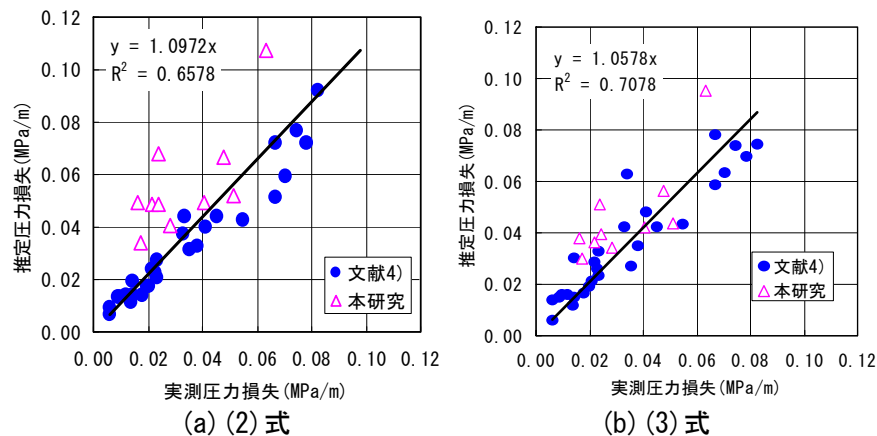 0.12
0.10
0.08
0.06
0.04
0.02
0.00
推定圧力損失(MPa/m)
y = 1.0972x
R² = 0.6578
文献4)
本研究
0.00 0.02 0.04 0.06 0.08 0.10 0.12
実測圧力損失(MPa/m)
(a) (2) 式
0.12
0.10
0.08
0.06
0.04
0.02
0.00
推定圧力損失(MPa/m)
y = 1.0578x
R² = 0.7078
文献4)
本研究
0.00 0.02 0.04 0.06 0.08 0.10 0.12
実測圧力損失(MPa/m)
(b) (3) 式